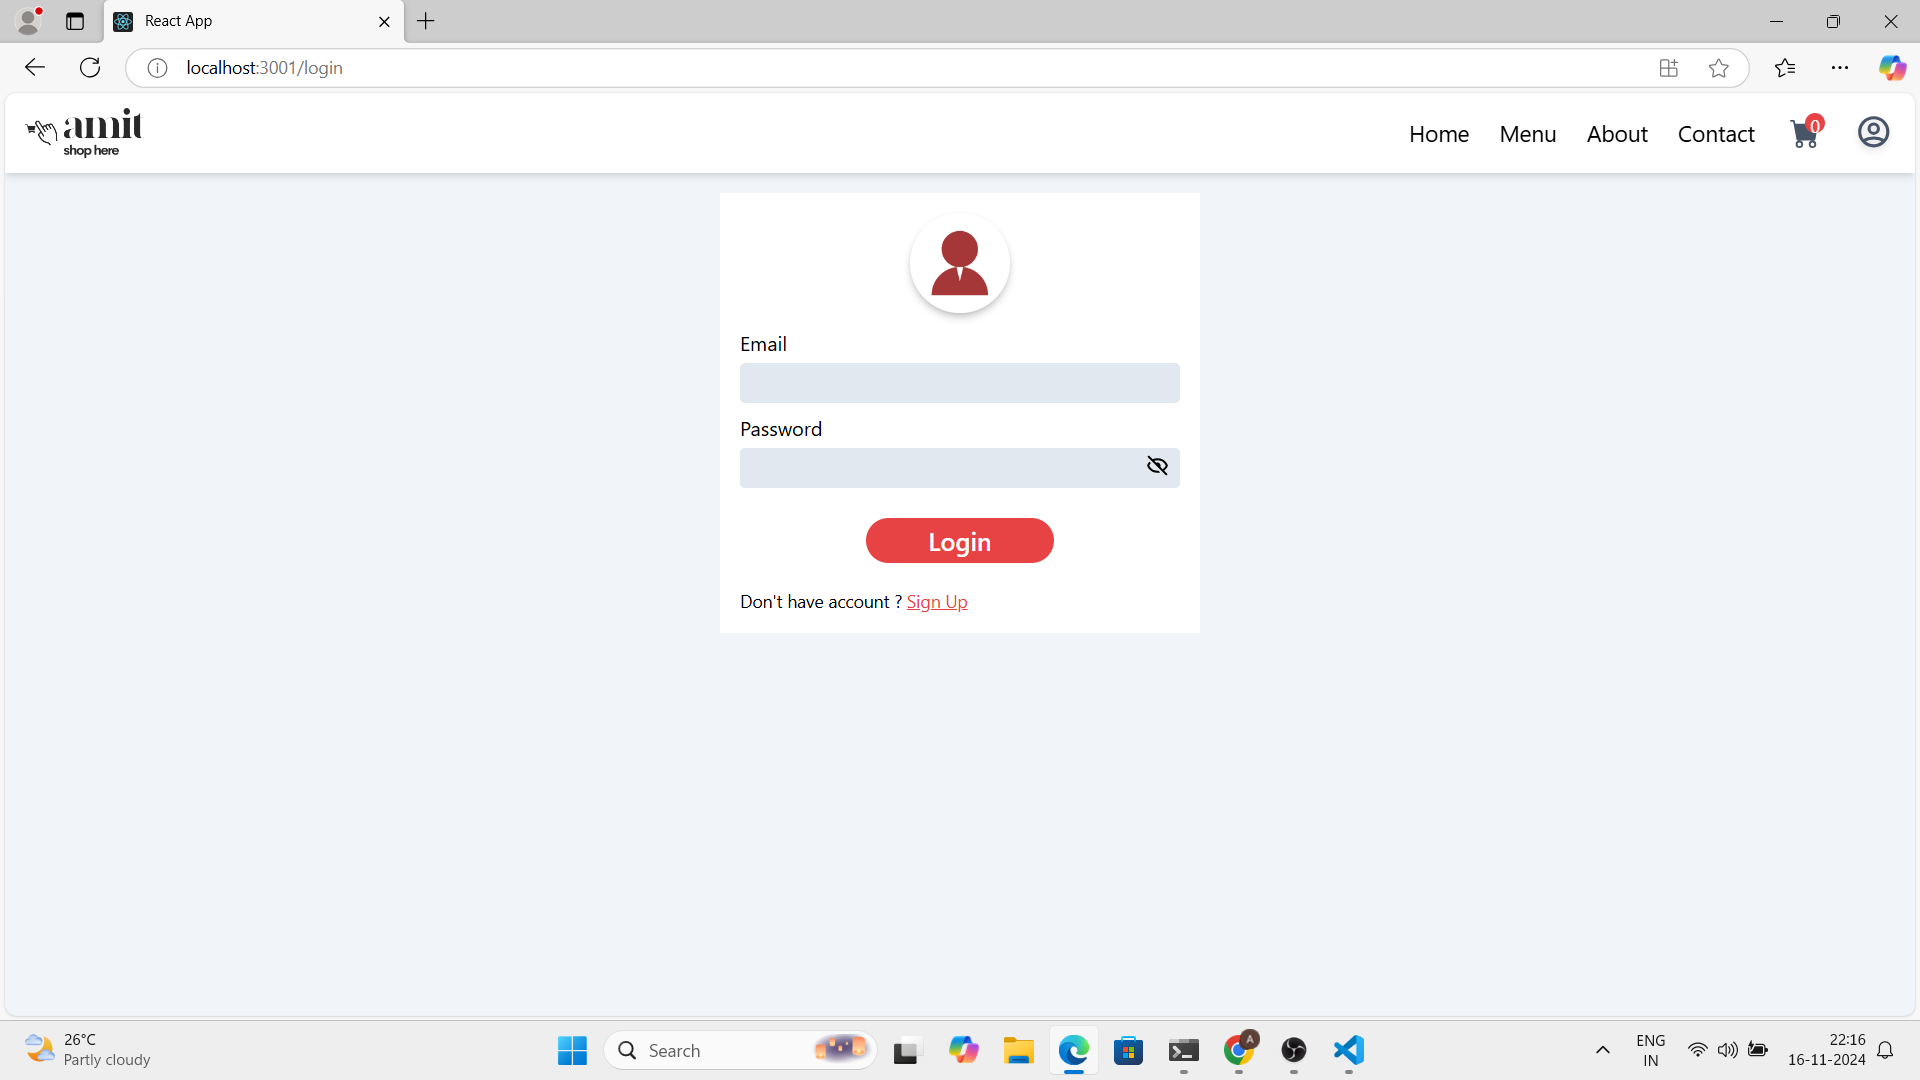 React App
localhost:3001/login
amit
shop here
Home Menu About Contact 0
Email
Password
Login
Don't have account ? Sign Up
26°C
Partly cloudy
Search
A
ENG
IN
22:16
16-11-2024